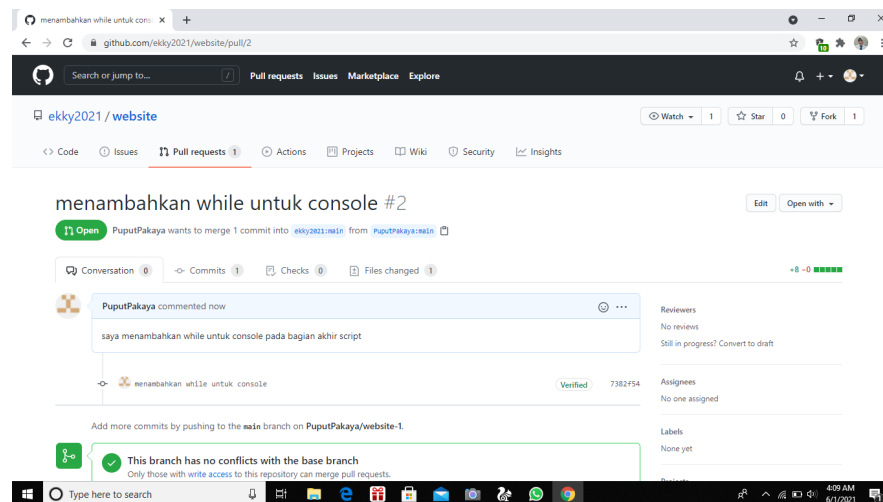 menambahkan while untuk cons
github.com/ekky2021/website/pull/2
10
Search or jump to...
/
Pull requests Issues Marketplace Explore
ekky2021 / website
Watch 1 Star 0 Fork 1
Code Issues Pull requests 1 Actions Projects Wiki Security Insights
menambahkan while untuk console #2
Edit Open with
Open PuputPakaya wants to merge 1 commit into ekky2021:main from PuputPakaya:main
Conversation 0 Commits 1 Checks 0 Files changed 1 +8 −0
PuputPakaya commented now
saya menambahkan while untuk console pada bagian akhir script
menambahkan while untuk console Verified 7382f54
Add more commits by pushing to the main branch on PuputPakaya/website-1.
This branch has no conflicts with the base branch
Only those with write access to this repository can merge pull requests.
Reviewers
No reviews
Still in progress? Convert to draft
Assignees
No one assigned
Labels
None yet
Type here to search
4:09 AM
6/1/2021